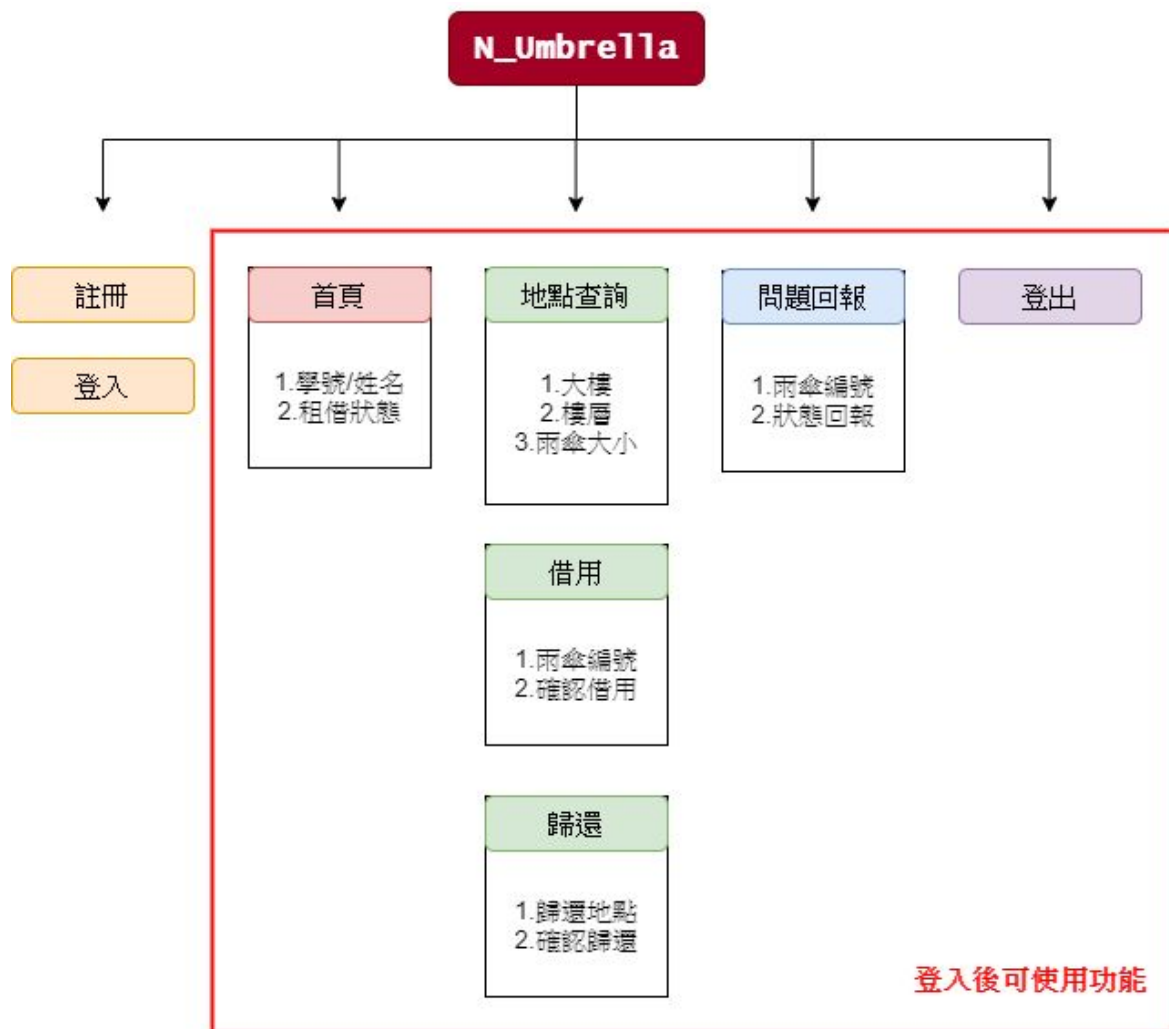 N_Umbrella
註冊
登入
首頁
1.學號/姓名
2.租借狀態
地點查詢
1.大樓
2.樓層
3.雨傘大小
借用
1.雨傘編號
2.確認借用
歸還
1.歸還地點
2.確認歸還
問題回報
1.雨傘編號
2.狀態回報
登出
登入後可使用功能